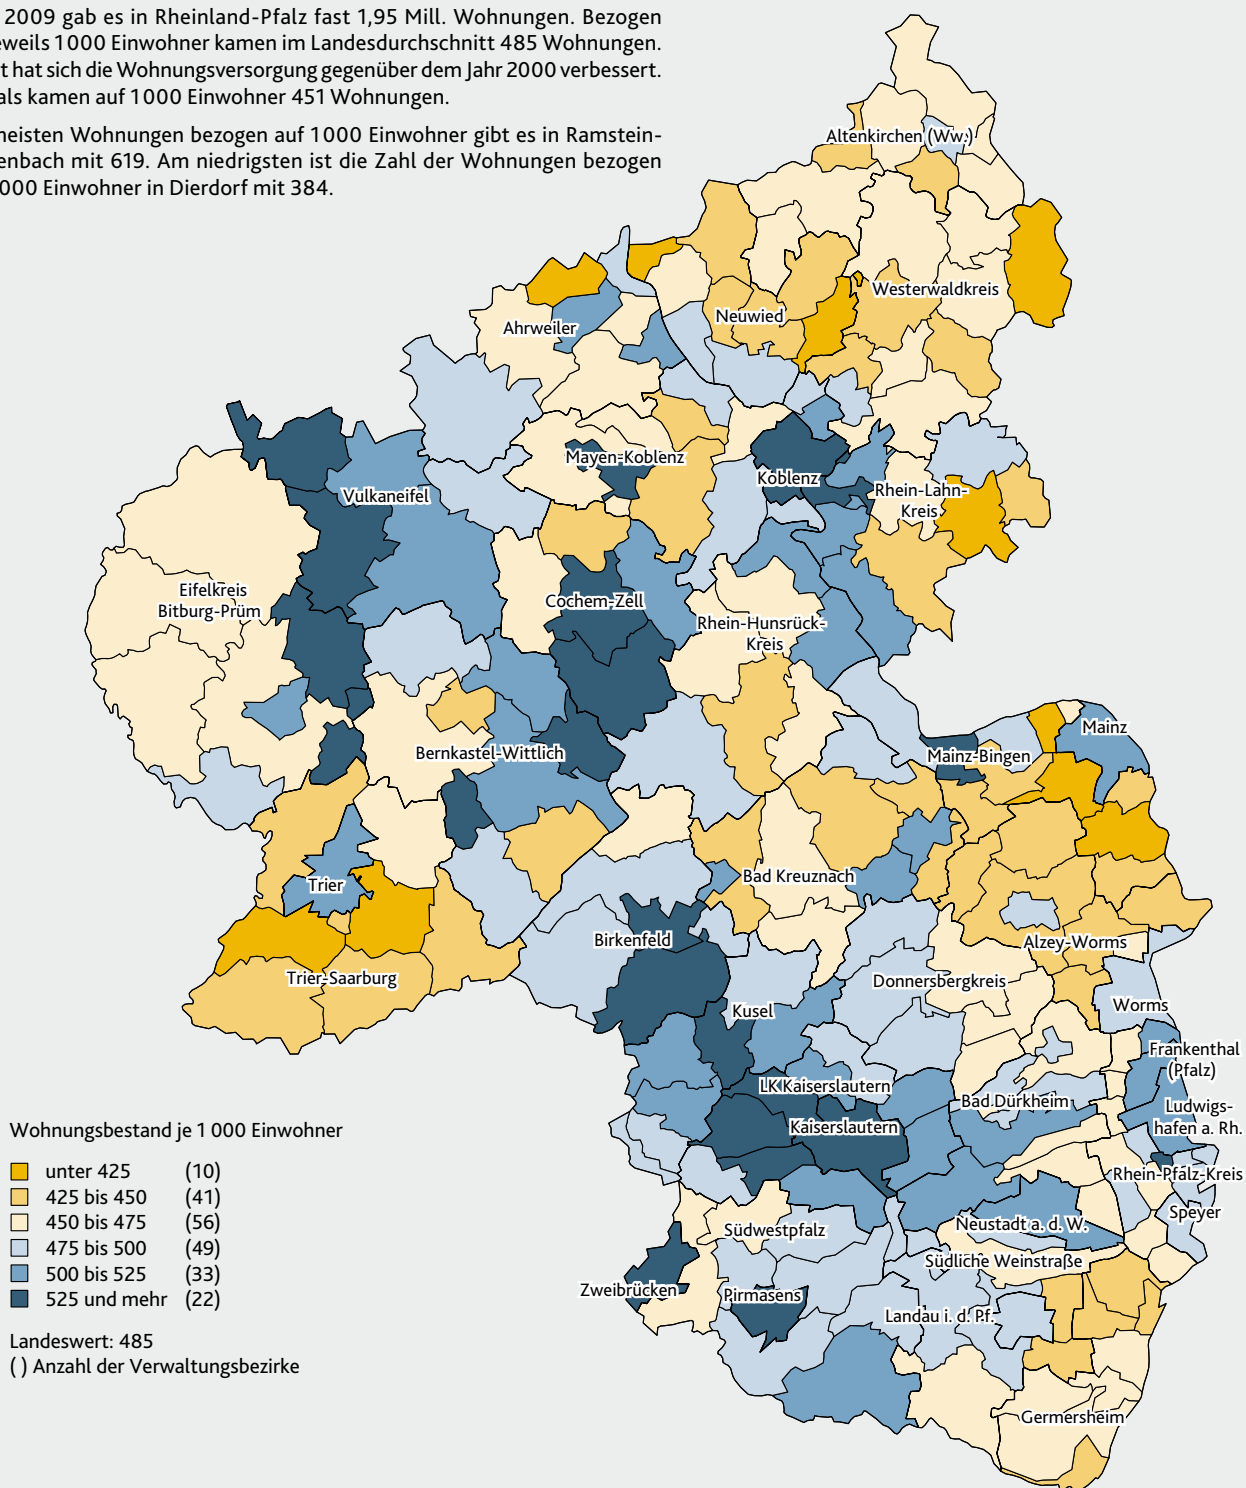 2009 gab es in Rheinland-Pfalz fast 1,95 Mill. Wohnungen. Bezogen
eweils 1 000 Einwohner kamen im Landesdurchschnitt 485 Wohnungen.
t hat sich die Wohnungsversorgung gegenüber dem Jahr 2000 verbessert.
als kamen auf 1 000 Einwohner 451 Wohnungen.
neisten Wohnungen bezogen auf 1 000 Einwohner gibt es in Ramstein-
enbach mit 619. Am niedrigsten ist die Zahl der Wohnungen bezogen
000 Einwohner in Dierdorf mit 384.
Altenkirchen (Ww.)
Westerwaldkreis
Neuwied
Ahrweiler
Mayen-Koblenz
Koblenz
Rhein-Lahn-
Kreis
Vulkaneifel
Eifelkreis
Bitburg-Prüm
Cochem-Zell
Rhein-Hunsrück-
Kreis
Mainz
Bernkastel-Wittlich
Mainz-Bingen
Bad Kreuznach
Trier
Birkenfeld
Alzey-Worms
Trier-Saarburg
Donnersbergkreis
Worms
Kusel
Frankenthal
(Pfalz)
LK Kaiserslautern
Bad Dürkheim
Ludwigs-
hafen a. Rh.
Kaiserslautern
Rhein-Pfalz-Kreis
Speyer
Neustadt a. d. W.
Südwestpfalz
Südliche Weinstraße
Zweibrücken
Pirmasens
Landau i. d. Pf.
Germersheim
Wohnungsbestand je 1 000 Einwohner
unter 425 (10)
425 bis 450 (41)
450 bis 475 (56)
475 bis 500 (49)
500 bis 525 (33)
525 und mehr (22)
Landeswert: 485
( ) Anzahl der Verwaltungsbezirke